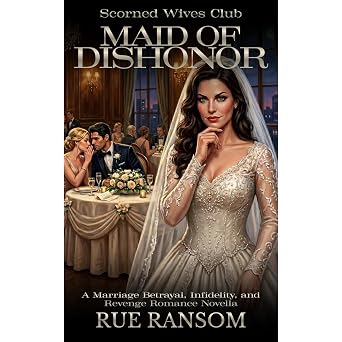 Scorned Wives Club
MAID OF
DISHONOR
A Marriage Betrayal, Infidelity, and
Revenge Romance Novella
RUE RANSOM